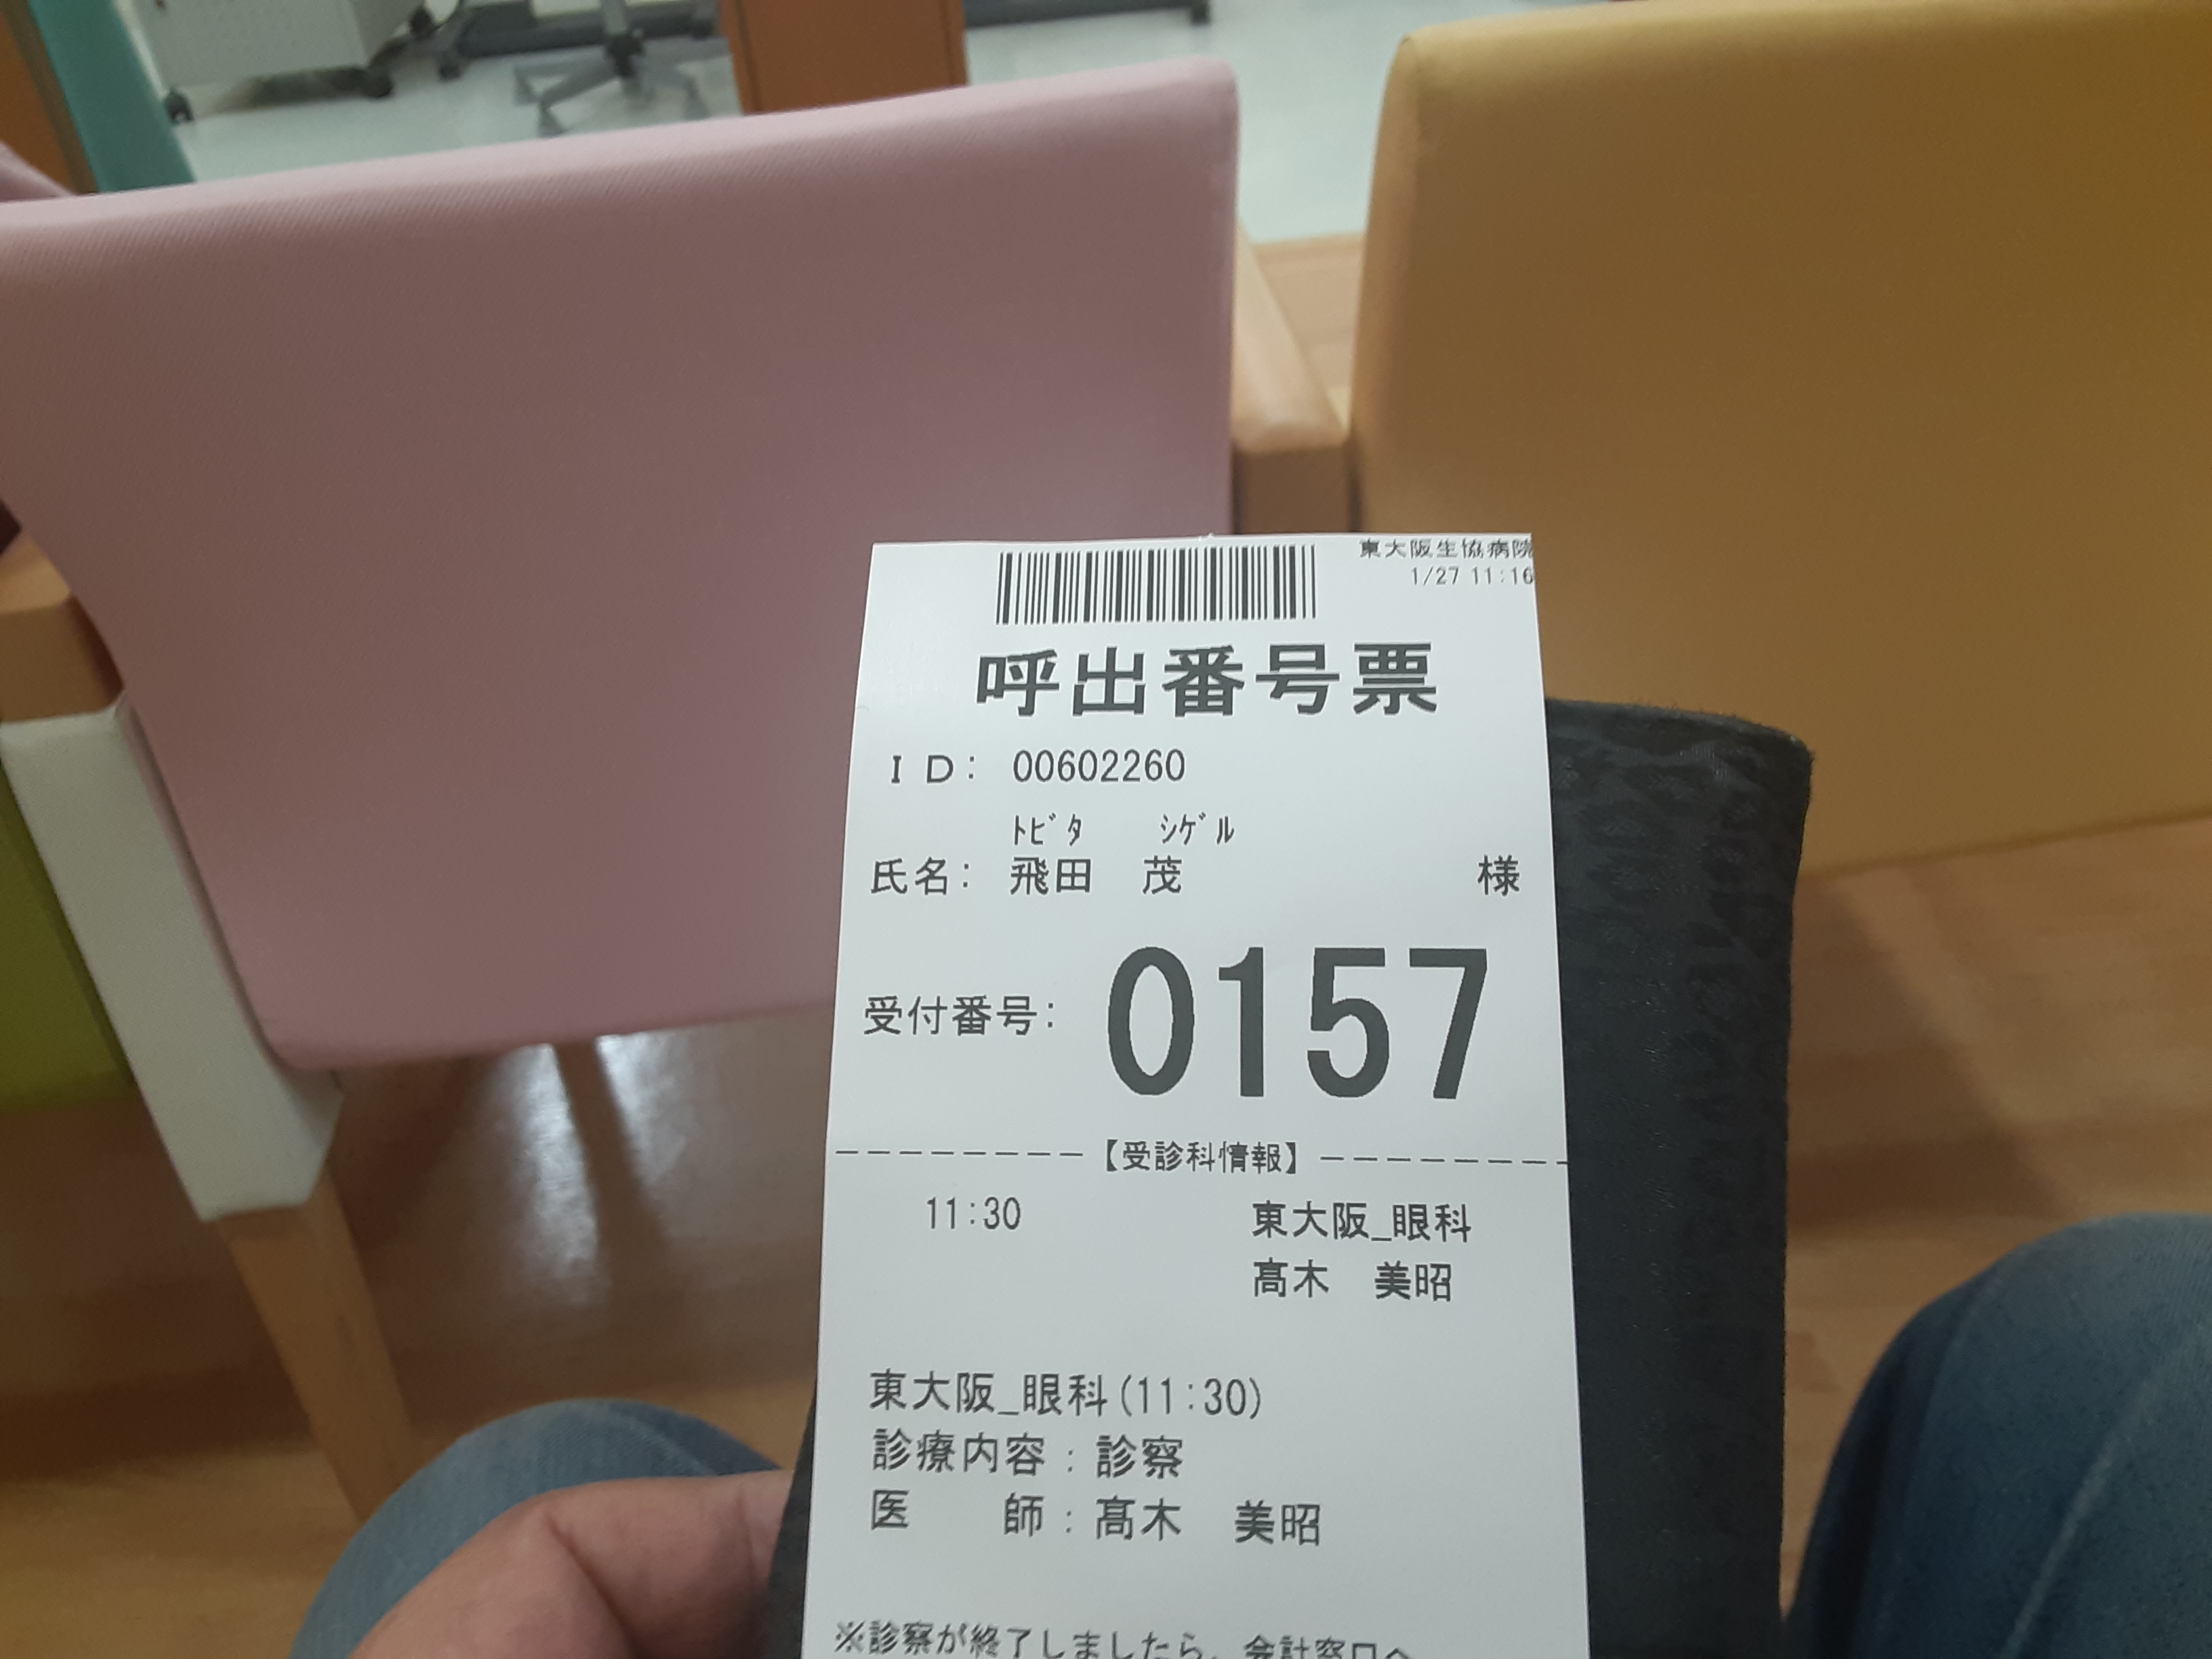 東大阪生協病院
1/27 11:16
呼出番号票
ＩＤ: 00602260
ﾄﾋﾞﾀ ｼｹﾞﾙ
氏名: 飛田 茂 様
受付番号: 0157
--------【受診科情報】--------
11:30 東大阪_眼科
髙木 美昭
東大阪_眼科(11:30)
診療内容:診察
医 師:髙木 美昭
※診察が終了しましたら、会計窓口へ